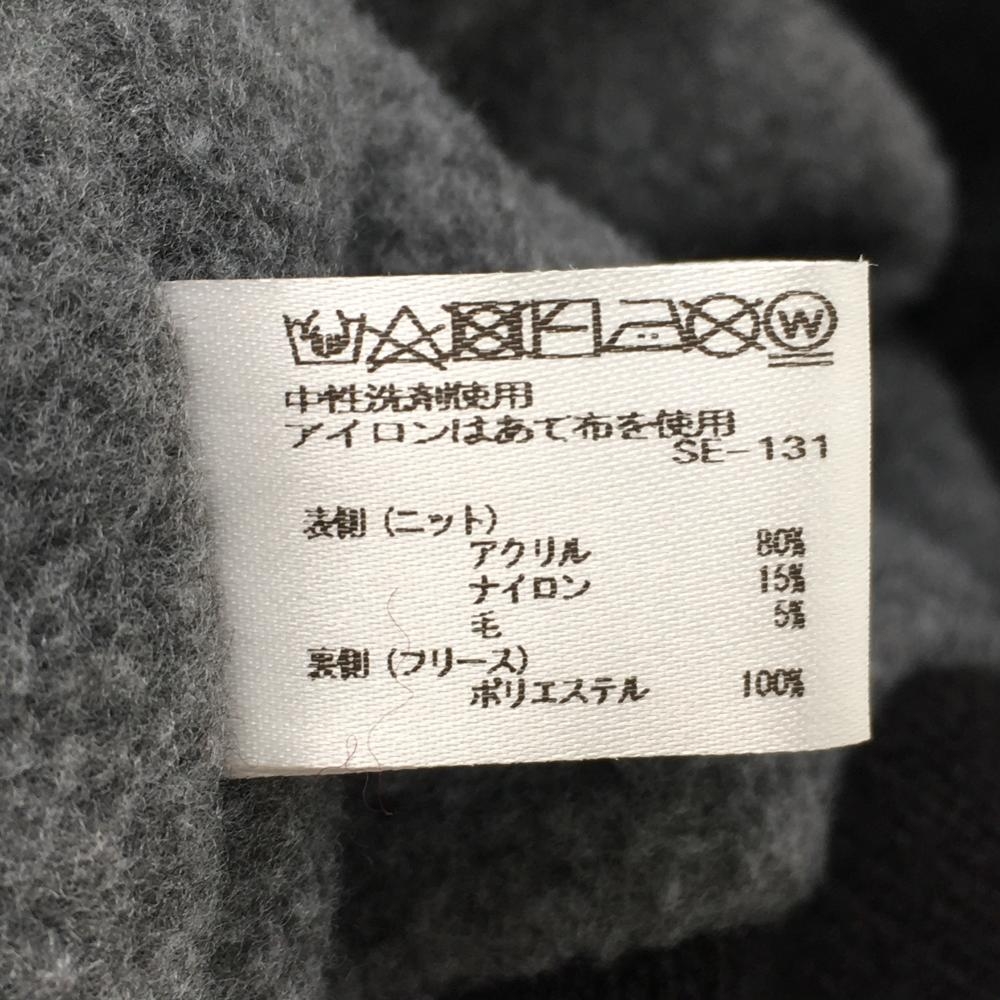 W
中性洗剤使用
アイロンはあて布を使用
SE-131
表側(ニット)
アクリル 80%
ナイロン 15%
毛 5%
裏側(フリース)
ポリエステル 100%